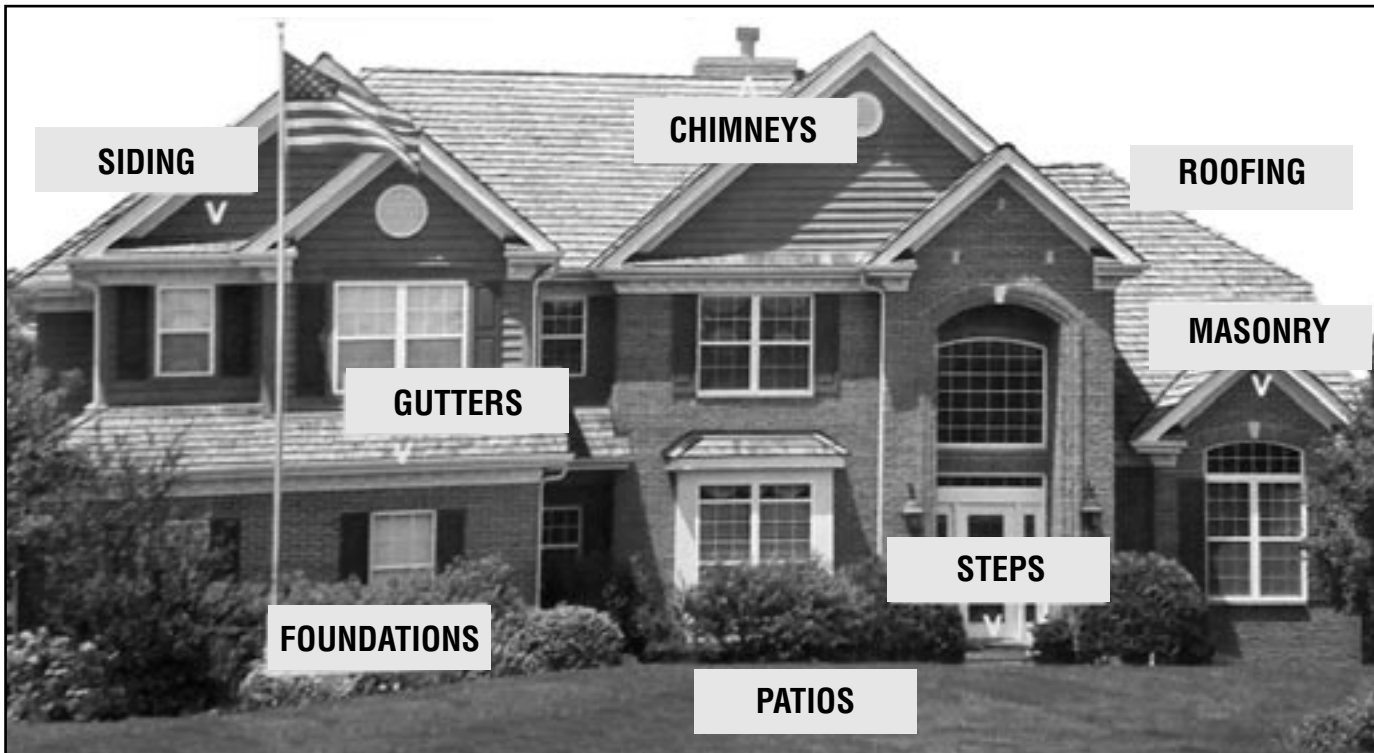 CHIMNEYS
SIDING
ROOFING
MASONRY
GUTTERS
STEPS
FOUNDATIONS
PATIOS